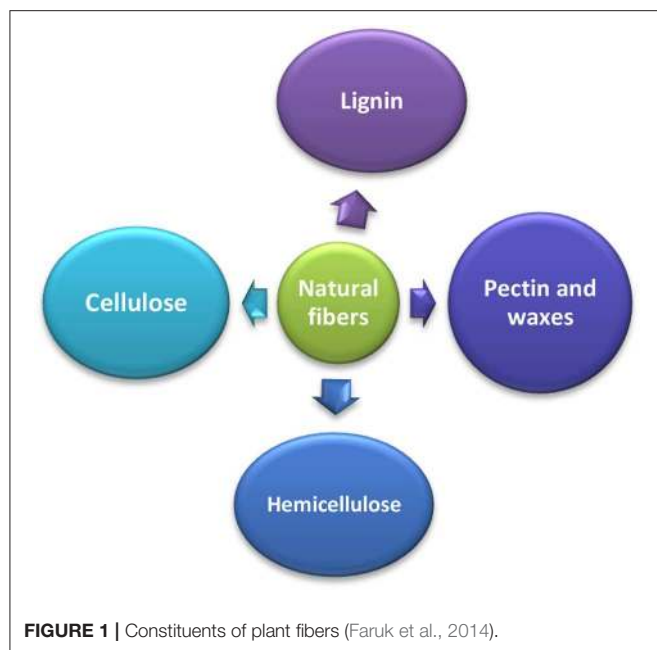 Lignin
Cellulose
Natural
fibers
Pectin and
waxes
Hemicellulose
FIGURE 1 | Constituents of plant fibers (Faruk et al., 2014).